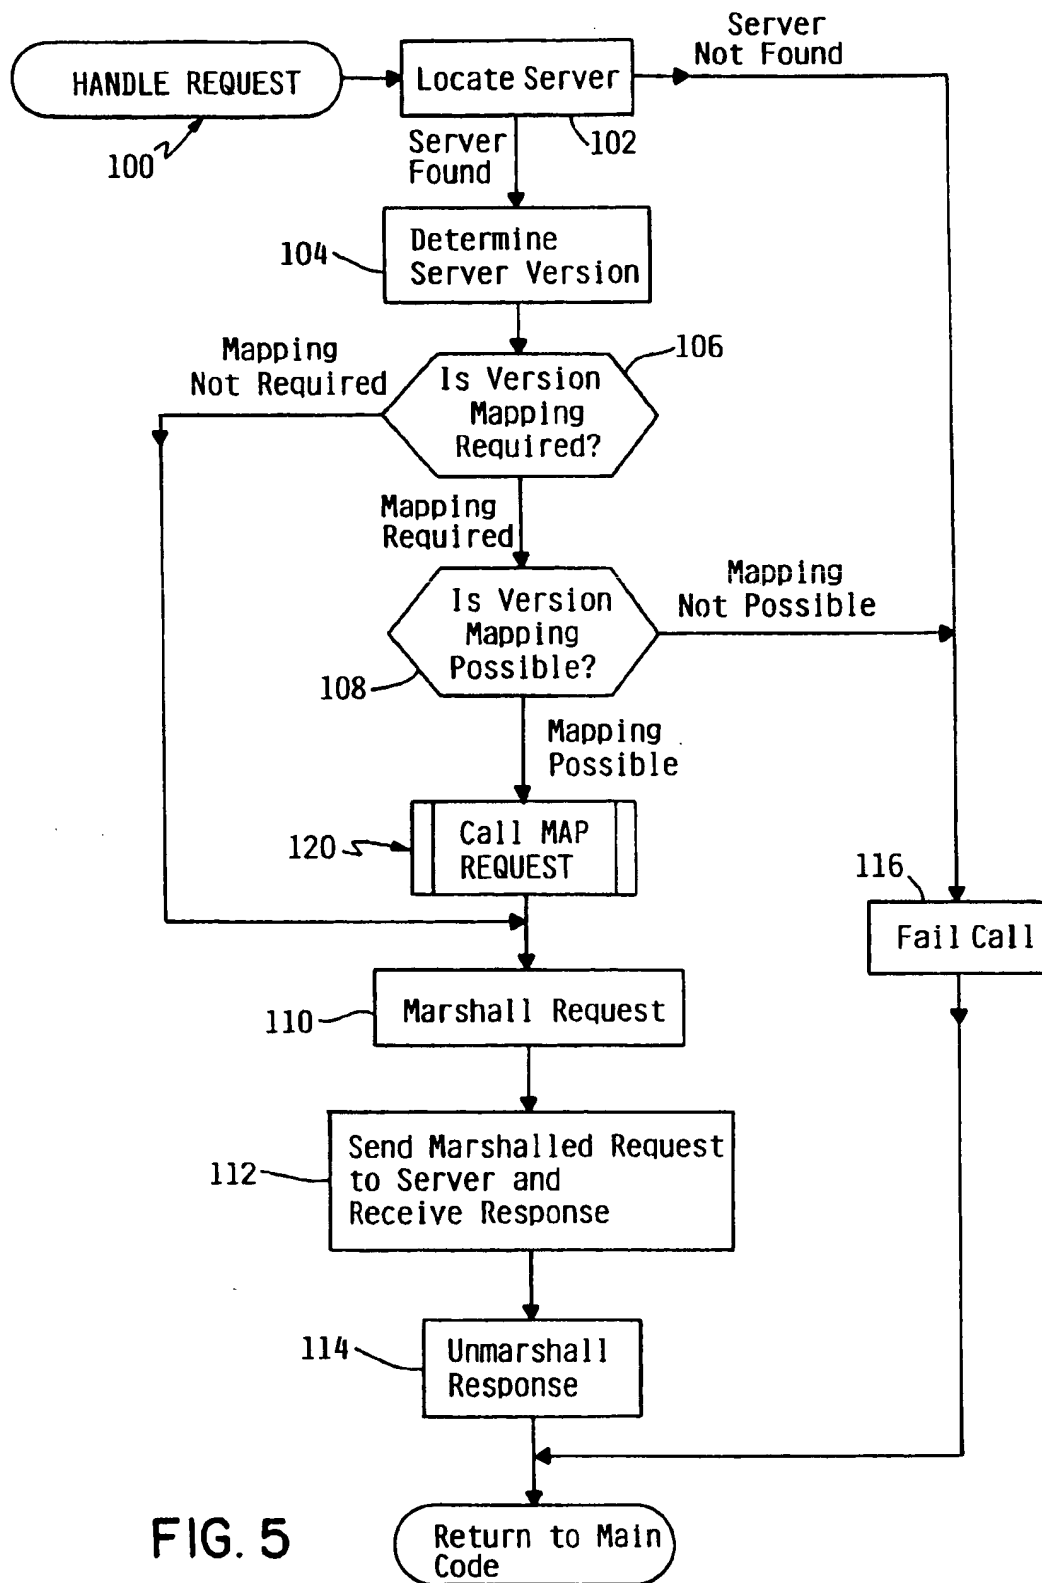 Server
Not Found
HANDLE REQUEST
Locate Server
100
102
Server
Found
Determine
Server Version
104
Mapping
Not Required
106
Is Version
Mapping
Required?
Mapping
Required
Mapping
Not Possible
Is Version
Mapping
Possible?
108
Mapping
Possible
Call MAP
REQUEST
120
116
Fail Call
Marshall Request
110
Send Marshalled Request
to Server and
Receive Response
112
Unmarshall
Response
114
Return to Main
Code
FIG. 5